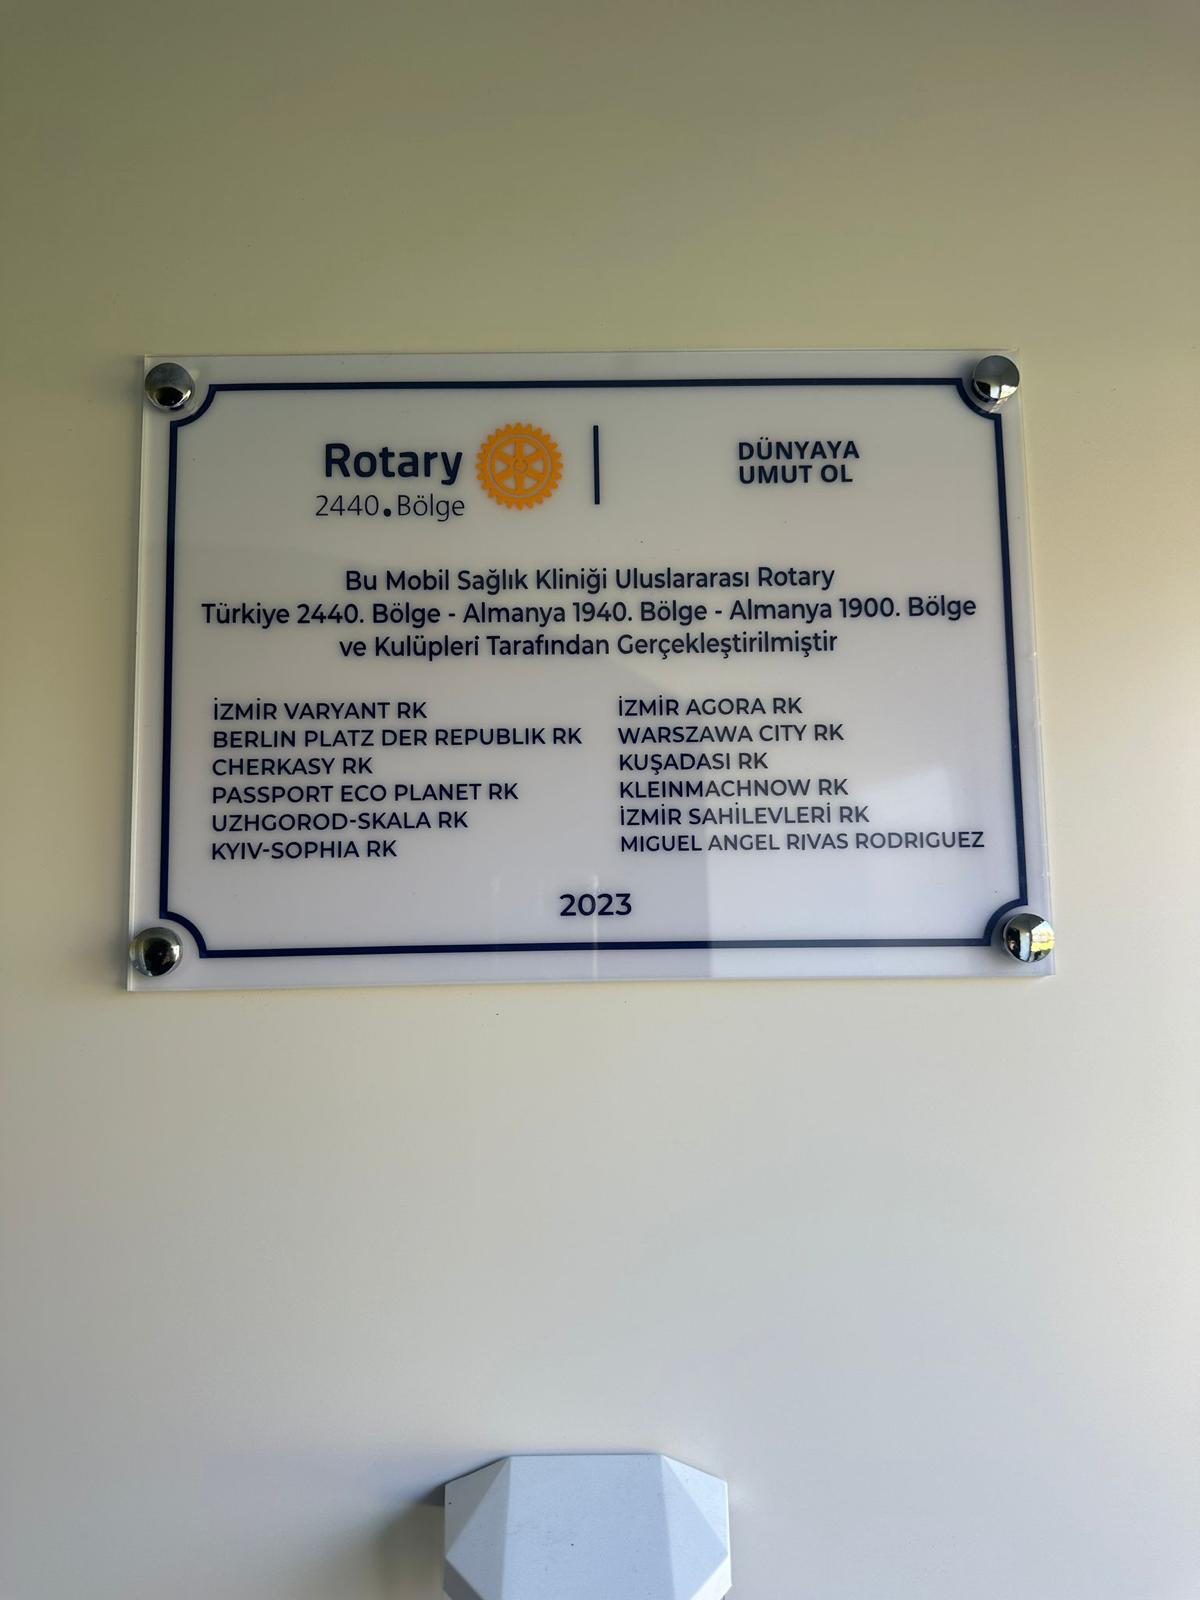 Rotary
2440.Bölge
DÜNYAYA
UMUT OL
Bu Mobil Sağlık Kliniği Uluslararası Rotary
Türkiye 2440. Bölge - Almanya 1940. Bölge - Almanya 1900. Bölge
ve Kulüpleri Tarafından Gerçekleştirilmiştir
İZMİR VARYANT RK
BERLIN PLATZ DER REPUBLIK RK
CHERKASY RK
PASSPORT ECO PLANET RK
UZHGOROD-SKALA RK
KYIV-SOPHIA RK
İZMİR AGORA RK
WARSZAWA CITY RK
KUŞADASI RK
KLEINMACHNOW RK
İZMİR SAHİLEVLERİ RK
MIGUEL ANGEL RIVAS RODRIGUEZ
2023